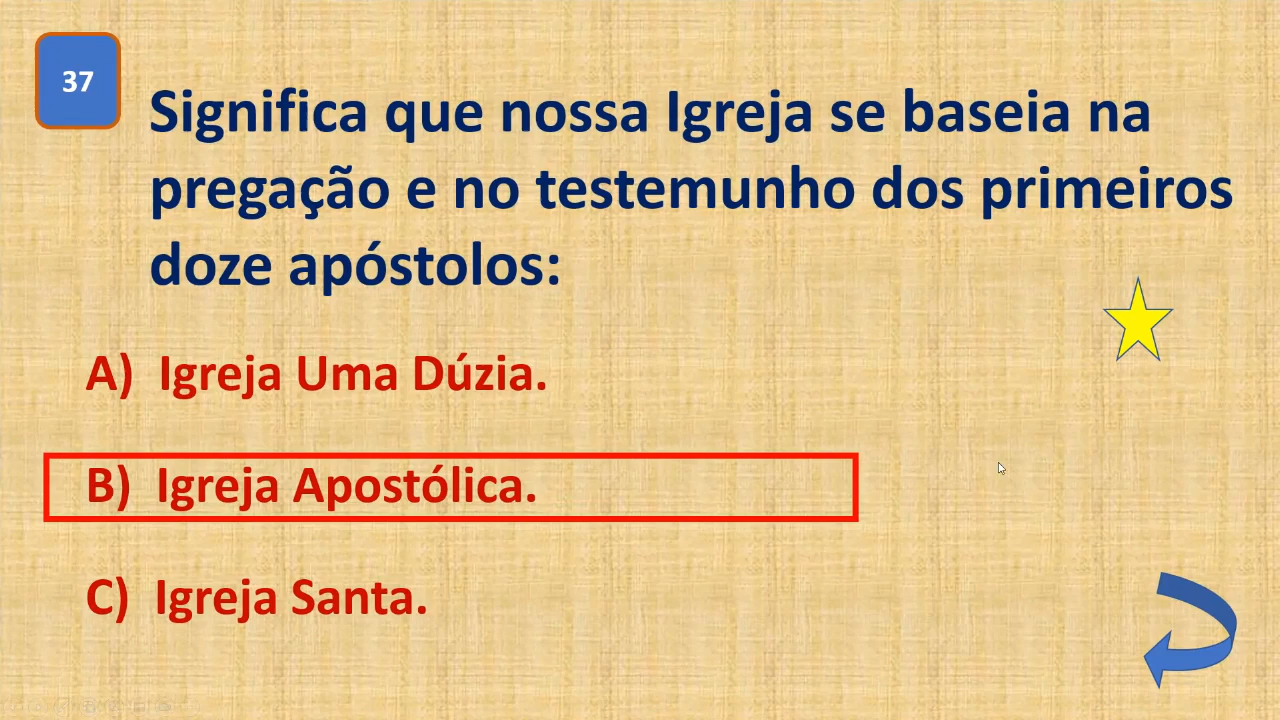 37
Significa que nossa Igreja se baseia na
pregação e no testemunho dos primeiros
doze apóstolos:
A) Igreja Uma Dúzia.
B) Igreja Apostólica.
C) Igreja Santa.